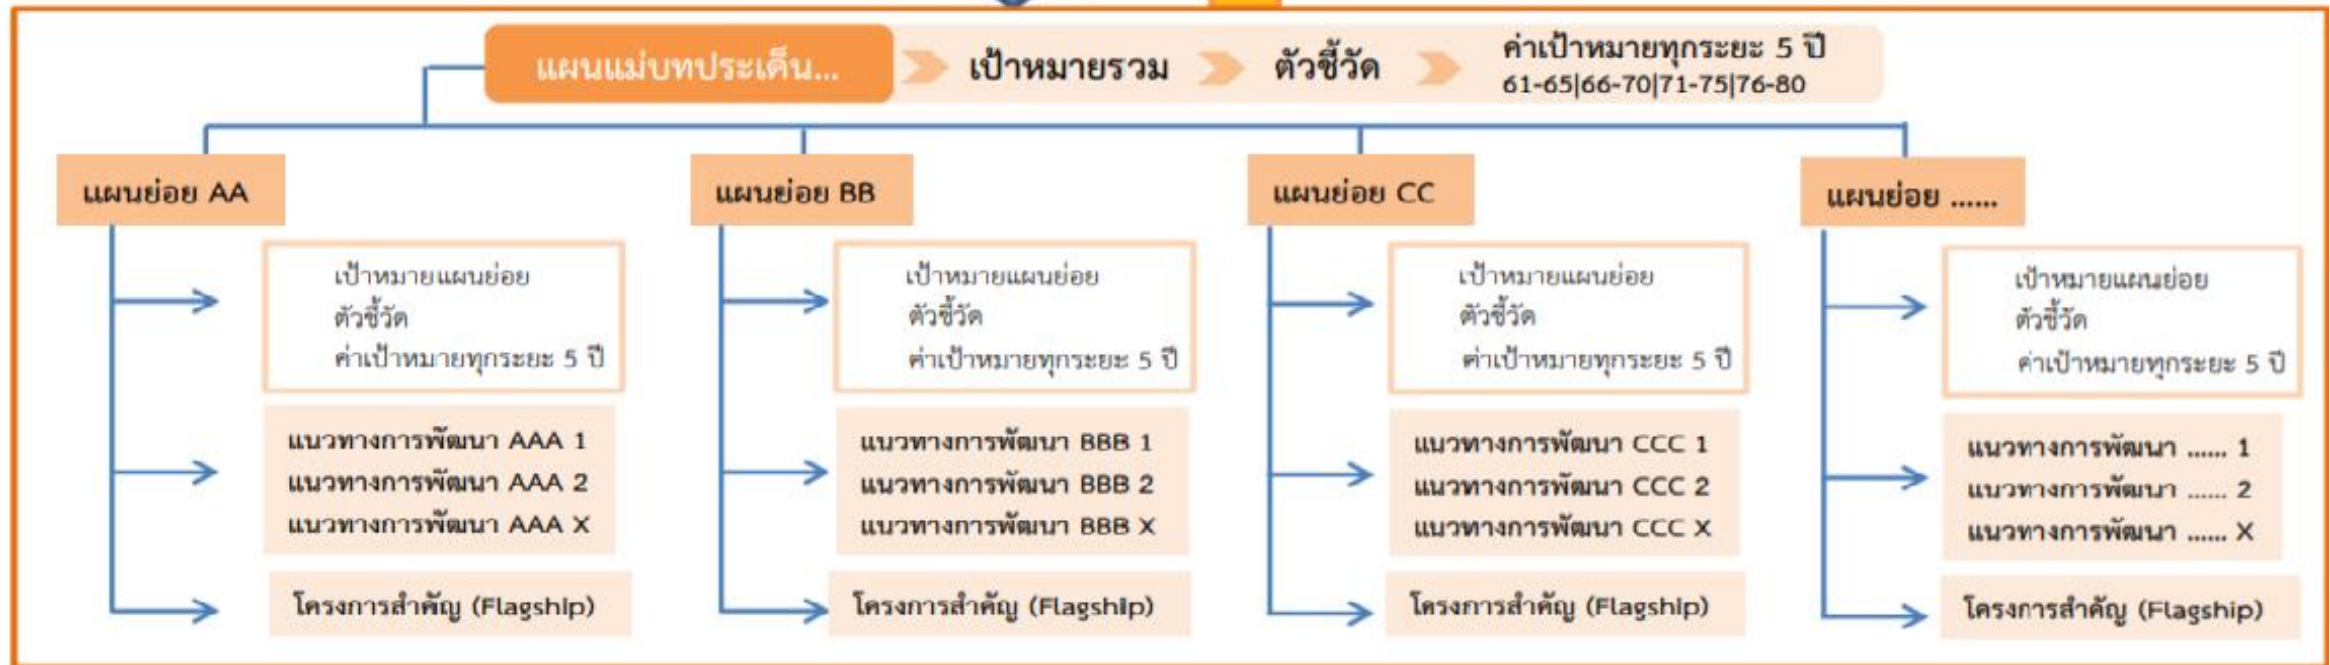 แผนแม่บทประเด็น...
เป้าหมายรวม
ตัวชี้วัด
ค่าเป้าหมายทุกระยะ 5 ปี
61-65|66-70|71-75|76-80
แผนย่อย AA
เป้าหมายแผนย่อย
ตัวชี้วัด
ค่าเป้าหมายทุกระยะ 5 ปี
แนวทางการพัฒนา AAA 1
แนวทางการพัฒนา AAA 2
แนวทางการพัฒนา AAA X
โครงการสำคัญ (Flagship)
แผนย่อย BB
เป้าหมายแผนย่อย
ตัวชี้วัด
ค่าเป้าหมายทุกระยะ 5 ปี
แนวทางการพัฒนา BBB 1
แนวทางการพัฒนา BBB 2
แนวทางการพัฒนา BBB X
โครงการสำคัญ (Flagship)
แผนย่อย CC
เป้าหมายแผนย่อย
ตัวชี้วัด
ค่าเป้าหมายทุกระยะ 5 ปี
แนวทางการพัฒนา CCC 1
แนวทางการพัฒนา CCC 2
แนวทางการพัฒนา CCC X
โครงการสำคัญ (Flagship)
แผนย่อย ......
เป้าหมายแผนย่อย
ตัวชี้วัด
ค่าเป้าหมายทุกระยะ 5 ปี
แนวทางการพัฒนา ...... 1
แนวทางการพัฒนา ...... 2
แนวทางการพัฒนา ...... X
โครงการสำคัญ (Flagship)